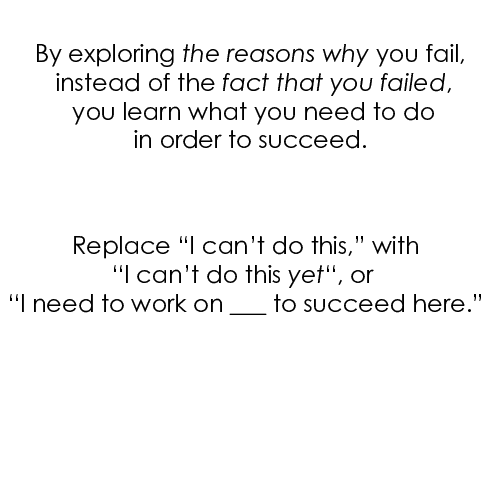 By exploring the reasons why you fail,
instead of the fact that you failed,
you learn what you need to do
in order to succeed.
Replace “I can’t do this,” with
“I can’t do this yet“, or
“I need to work on ___ to succeed here.”